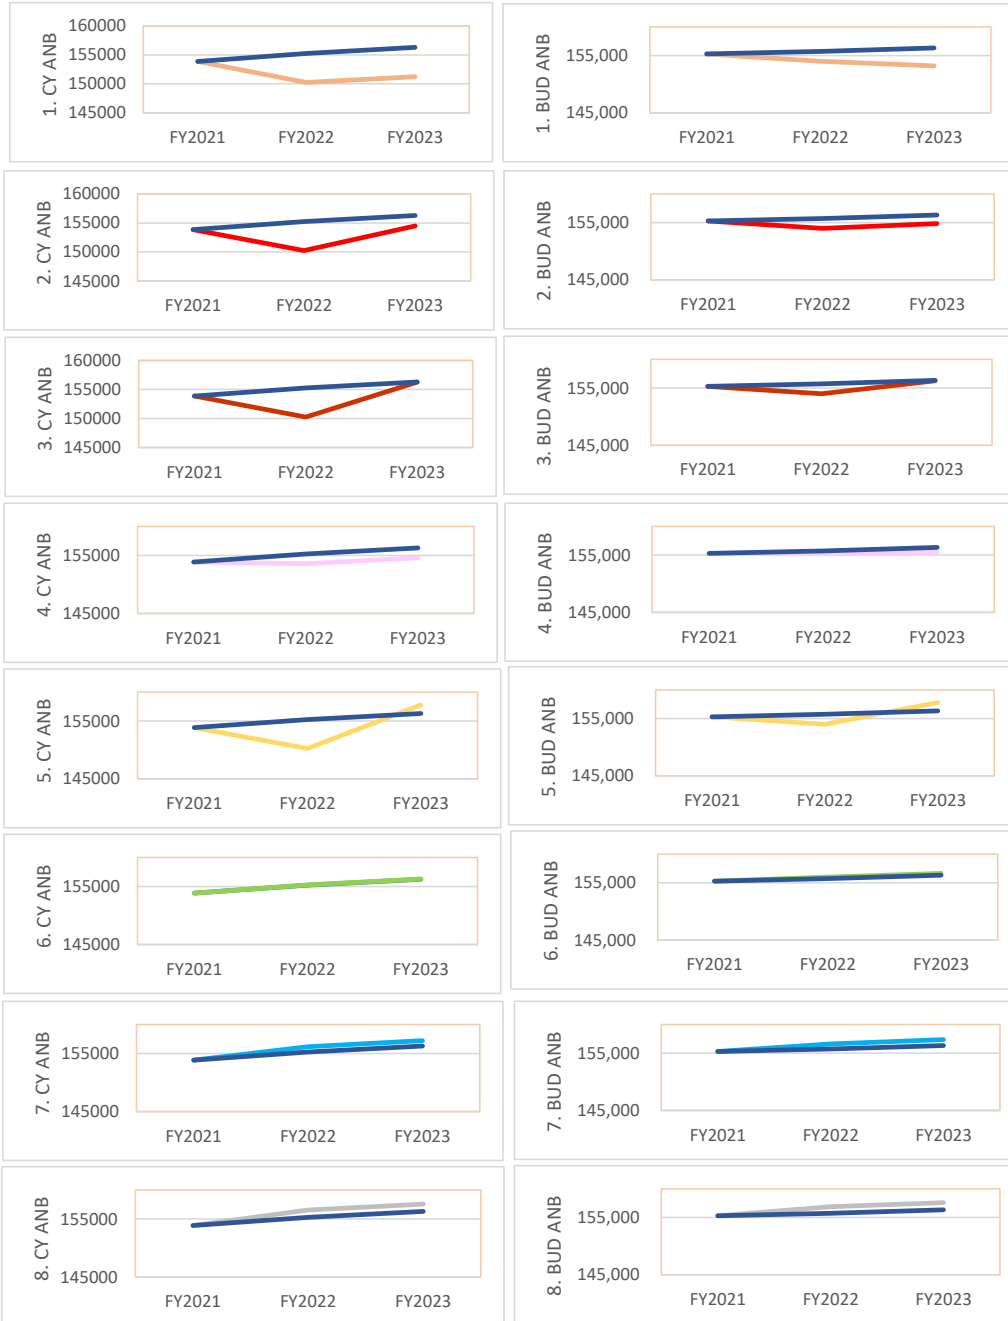 1. CY ANB
160000
155000
150000
145000
FY2021 FY2022 FY2023
1. BUD ANB
155,000
145,000
FY2021 FY2022 FY2023
2. CY ANB
160000
155000
150000
145000
FY2021 FY2022 FY2023
2. BUD ANB
155,000
145,000
FY2021 FY2022 FY2023
3. CY ANB
160000
155000
150000
145000
FY2021 FY2022 FY2023
3. BUD ANB
155,000
145,000
FY2021 FY2022 FY2023
4. CY ANB
155000
145000
FY2021 FY2022 FY2023
4. BUD ANB
155,000
145,000
FY2021 FY2022 FY2023
5. CY ANB
155000
145000
FY2021 FY2022 FY2023
5. BUD ANB
155,000
145,000
FY2021 FY2022 FY2023
6. CY ANB
155000
145000
FY2021 FY2022 FY2023
6. BUD ANB
155,000
145,000
FY2021 FY2022 FY2023
7. CY ANB
155000
145000
FY2021 FY2022 FY2023
7. BUD ANB
155,000
145,000
FY2021 FY2022 FY2023
8. CY ANB
155000
145000
FY2021 FY2022 FY2023
8. BUD ANB
155,000
145,000
FY2021 FY2022 FY2023